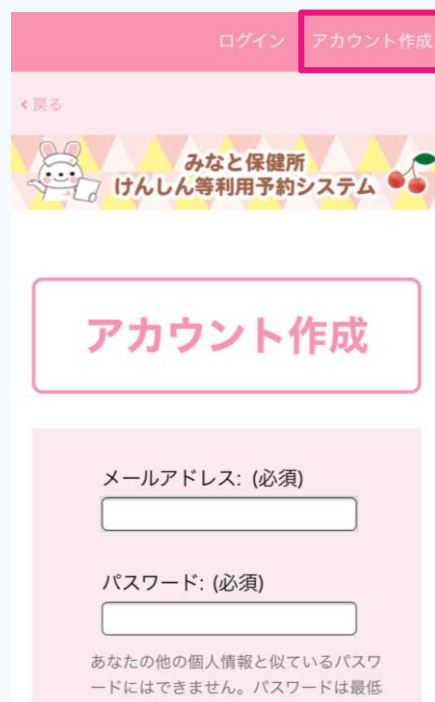 ログイン アカウント作成
< 戻る
みなと保健所
けんしん等利用予約システム
アカウント作成
メールアドレス: (必須)
パスワード: (必須)
あなたの他の個人情報と似ているパスワ
ードにはできません。パスワードは最低